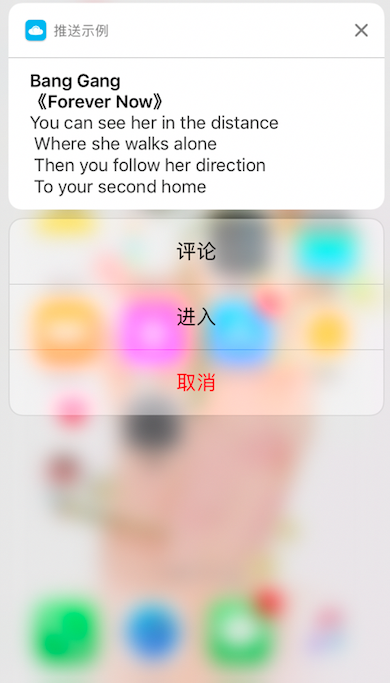 推送示例
Bang Gang
《Forever Now》
You can see her in the distance
Where she walks alone
Then you follow her direction
To your second home
评论
进入
取消